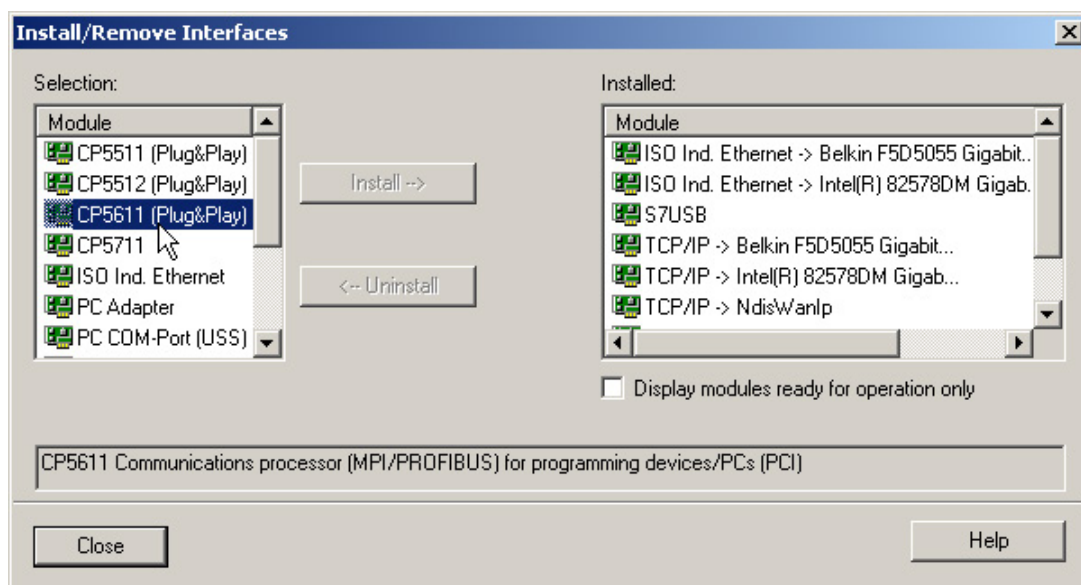 Install/Remove Interfaces
Selection:
Module
CP5511 (Plug&Play)
CP5512 (Plug&Play)
CP5611 (Plug&Play)
CP5711
ISO Ind. Ethernet
PC Adapter
PC COM-Port (USS)
Install -->
<-- Uninstall
Installed:
Module
ISO Ind. Ethernet -> Belkin F5D5055 Gigabit..
ISO Ind. Ethernet -> Intel(R) 82578DM Gigab.
S7USB
TCP/IP -> Belkin F5D5055 Gigabit...
TCP/IP -> Intel(R) 82578DM Gigab...
TCP/IP -> NdisWanIp
Display modules ready for operation only
CP5611 Communications processor (MPI/PROFIBUS) for programming devices/PCs (PCI)
Close
Help